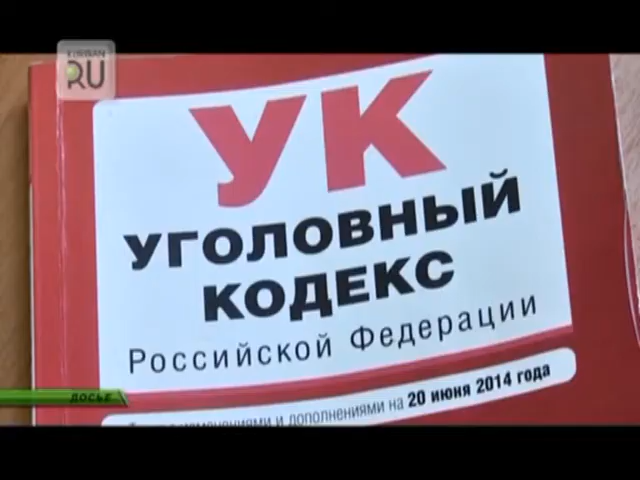 RU
УК
УГОЛОВНЫЙ
КОДЕКС
Российской Федерации
изменениями и дополнениями на 20 июня 2014 года
ДОСЬЕ